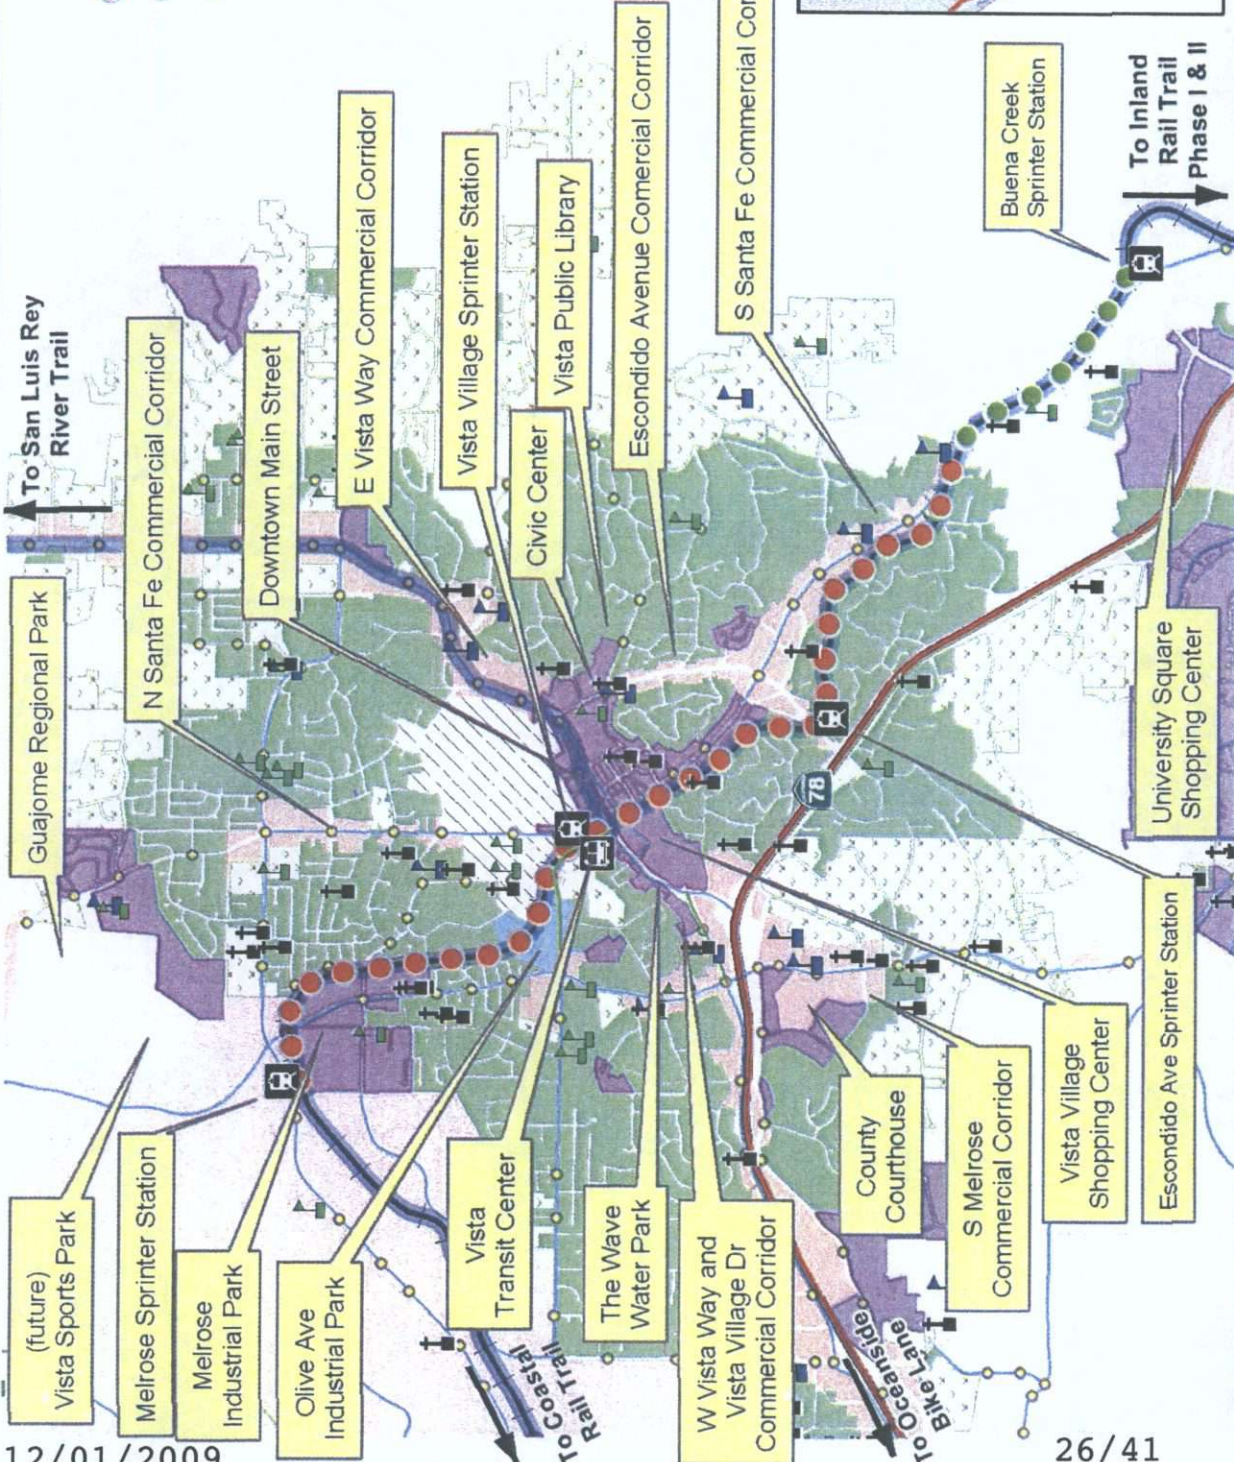 To San Luis Rey
River Trail
Guajome Regional Park
N Santa Fe Commercial Corridor
Downtown Main Street
E Vista Way Commercial Corridor
Vista Village Sprinter Station
Civic Center
Vista Public Library
Escondido Avenue Comercial Corridor
S Santa Fe Commercial
Buena Creek
Sprinter Station
To Inland
Rail Trail
Phase I & II
78
University Square
Shopping Center
(future)
Vista Sports Park
Melrose Sprinter Station
Melrose
Industrial Park
Olive Ave
Industrial Park
To Coastal
Rail Trail
Vista
Transit Center
The Wave
Water Park
W Vista Way and
Vista Village Dr
Commercial Corridor
To Oceanside
Bike Lane
County
Courthouse
S Melrose
Commercial Corridor
Vista Village
Shopping Center
Escondido Ave Sprinter Station
12/01/2009
26/41